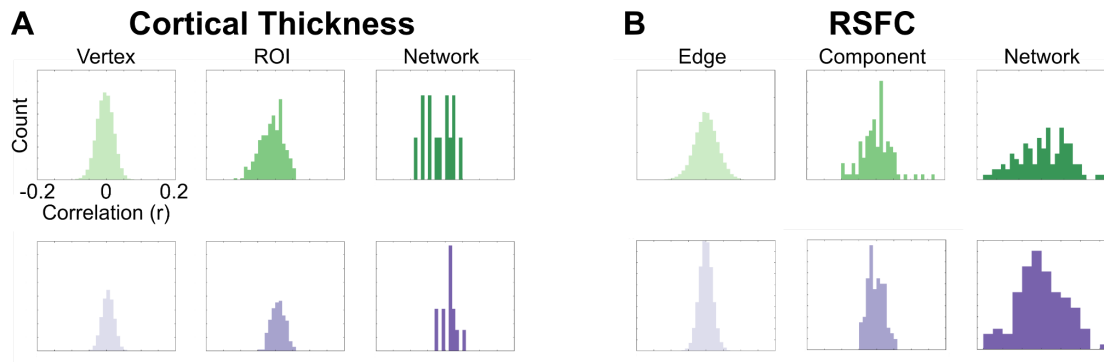 A Cortical Thickness
Vertex ROI Network
Count
-0.2 0 0.2
Correlation (r)
B RSFC
Edge Component Network